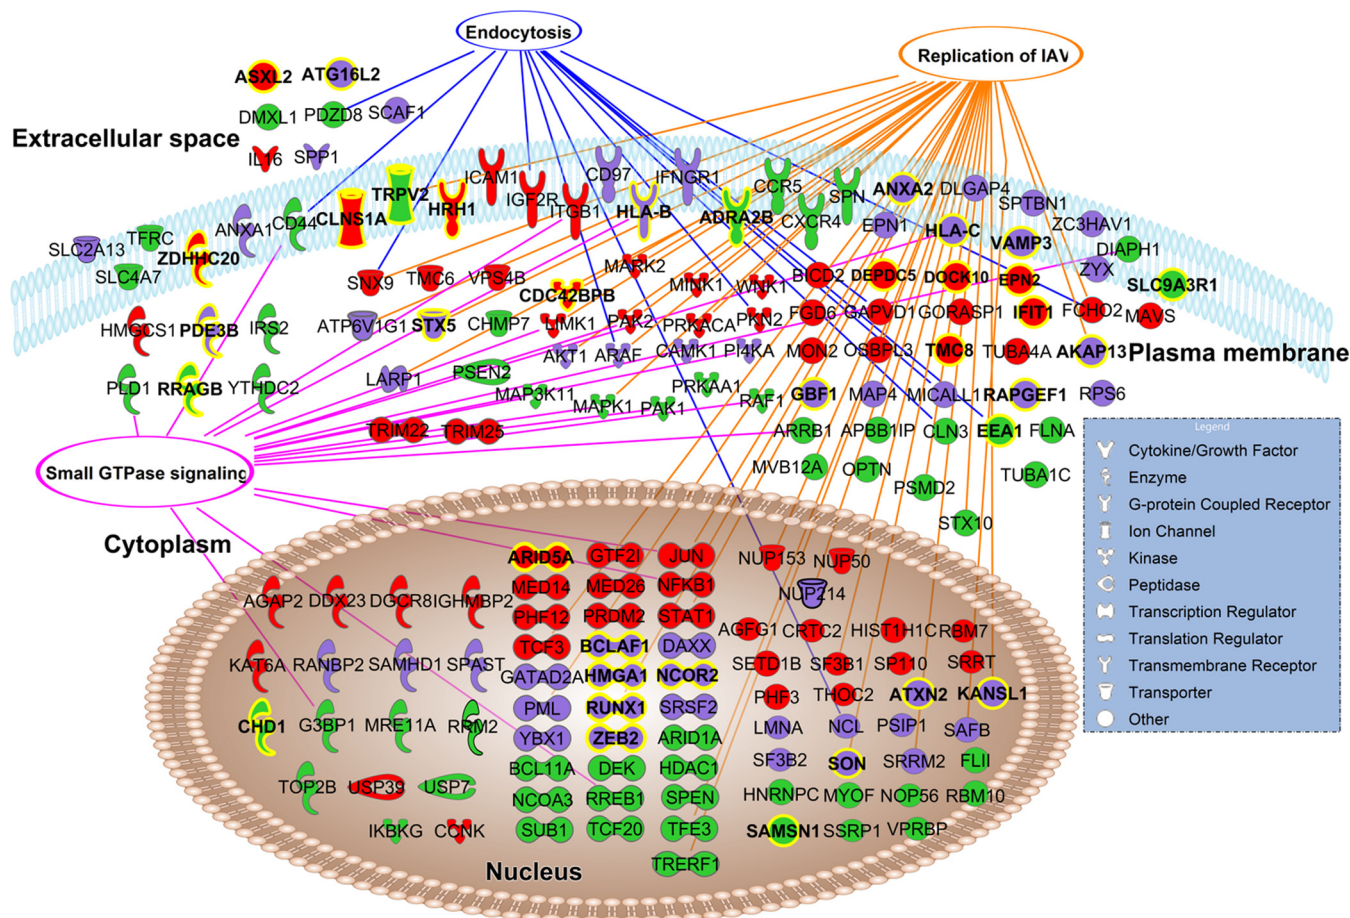 Endocytosis
Replication of IAV
ASXL2 ATG16L2
DMXL1 PDZD8 SCAF1
Extracellular space
IL16 SPP1
ICAM1 CD97 IFNGR1 CCR5 SPN ANXA2 DLGAP4
TRPV2 HRH1 IGF2R ITGB1 HLA-B ADRA2B CXCR4 EPN1 SPTBN1
ANXA1 CD44 CLNS1A HLA-C VAMP3 ZC3HAV1
SLC2A13 TFRC ZDHHC20 DIAPH1
SLC4A7 ZYX SLC9A3R1
SNX9 TMC6 VPS4B MARK2 MINK1 WNK1 BICD2 DEPDC5 DOCK10 EPN2
CDC42BPB
HMGCS1 PDE3B IRS2 ATP6V1G1 STX5 CHMP7 LIMK1 PAK2 PRKACA PKN2 FGD6 GAPVD1 GORASP1 IFIT1 FCHO2 MAVS
AKT1 ARAF CAMK1 PI4KA MON2 OSBPL3 TMC8 TUBA4A AKAP13 Plasma membrane
PLD1 RRAGB YTHDC2 LARP1 PSEN2 PRKAA1
MAP3K11 MAPK1 PAK1 RAF1 GBF1 MAP4 MICALL1 RAPGEF1 RPS6
TRIM22 TRIM25 ARRB1 APBB1IP CLN3 EEA1 FLNA
Small GTPase signaling
MVB12A OPTN PSMD2 TUBA1C
STX10
Legend
Cytokine/Growth Factor
Enzyme
G-protein Coupled Receptor
Ion Channel
Kinase
Peptidase
Transcription Regulator
Translation Regulator
Transmembrane Receptor
Transporter
Other
Cytoplasm
ARID5A GTF2I JUN NUP153 NUP50
AGAP2 DDX23 DGCR8 IGHMBP2 MED14 MED26 NFKB1 NUP214
PHF12 PRDM2 STAT1 AGFG1 CRTC2 HIST1H1C RBM7
KAT6A RANBP2 SAMHD1 SPAST TCF3 BCLAF1 DAXX SETD1B SF3B1 SP110 SRRT
GATAD2A HMGA1 NCOR2 PHF3 THOC2 ATXN2 KANSL1
CHD1 G3BP1 MRE11A RRM2 PML RUNX1 SRSF2 LMNA NCL PSIP1 SAFB
YBX1 ZEB2 ARID1A SF3B2 SON SRRM2 FLII
TOP2B USP39 USP7 BCL11A DEK HDAC1
NCOA3 RREB1 SPEN HNRNPC MYOF NOP56 RBM10
IKBKG CCNK SUB1 TCF20 TFE3 SAMSN1 SSRP1 VPRBP
TRERF1
Nucleus